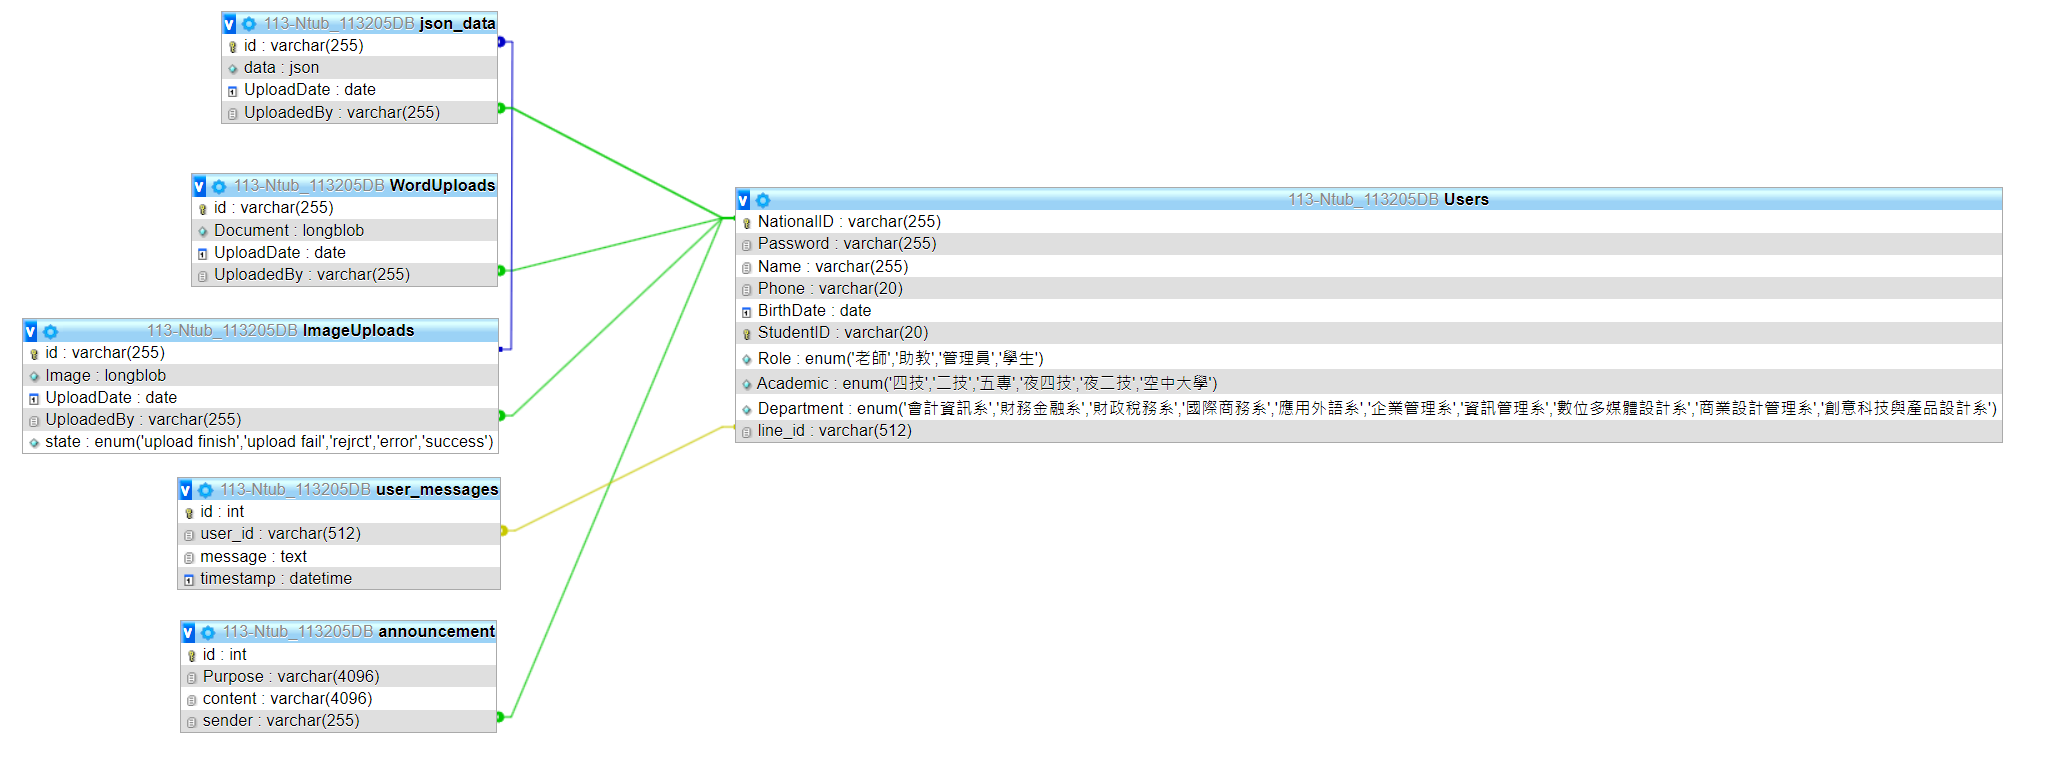 113-Ntub_113205DB json_data
id : varchar(255)
data : json
UploadDate : date
UploadedBy : varchar(255)
113-Ntub_113205DB WordUploads
id : varchar(255)
Document : longblob
UploadDate : date
UploadedBy : varchar(255)
113-Ntub_113205DB ImageUploads
id : varchar(255)
Image : longblob
UploadDate : date
UploadedBy : varchar(255)
state : enum('upload finish','upload fail','rejrct','error','success')
113-Ntub_113205DB user_messages
id : int
user_id : varchar(512)
message : text
timestamp : datetime
113-Ntub_113205DB announcement
id : int
Purpose : varchar(4096)
content : varchar(4096)
sender : varchar(255)
113-Ntub_113205DB Users
NationalID : varchar(255)
Password : varchar(255)
Name : varchar(255)
Phone : varchar(20)
BirthDate : date
StudentID : varchar(20)
Role : enum('老師','助教','管理員','學生')
Academic : enum('四技','二技','五專','夜四技','夜二技','空中大學')
Department : enum('會計資訊系','財務金融系','財政稅務系','國際商務系','應用外語系','企業管理系','資訊管理系','數位多媒體設計系','商業設計管理系','創意科技與產品設計系')
line_id : varchar(512)